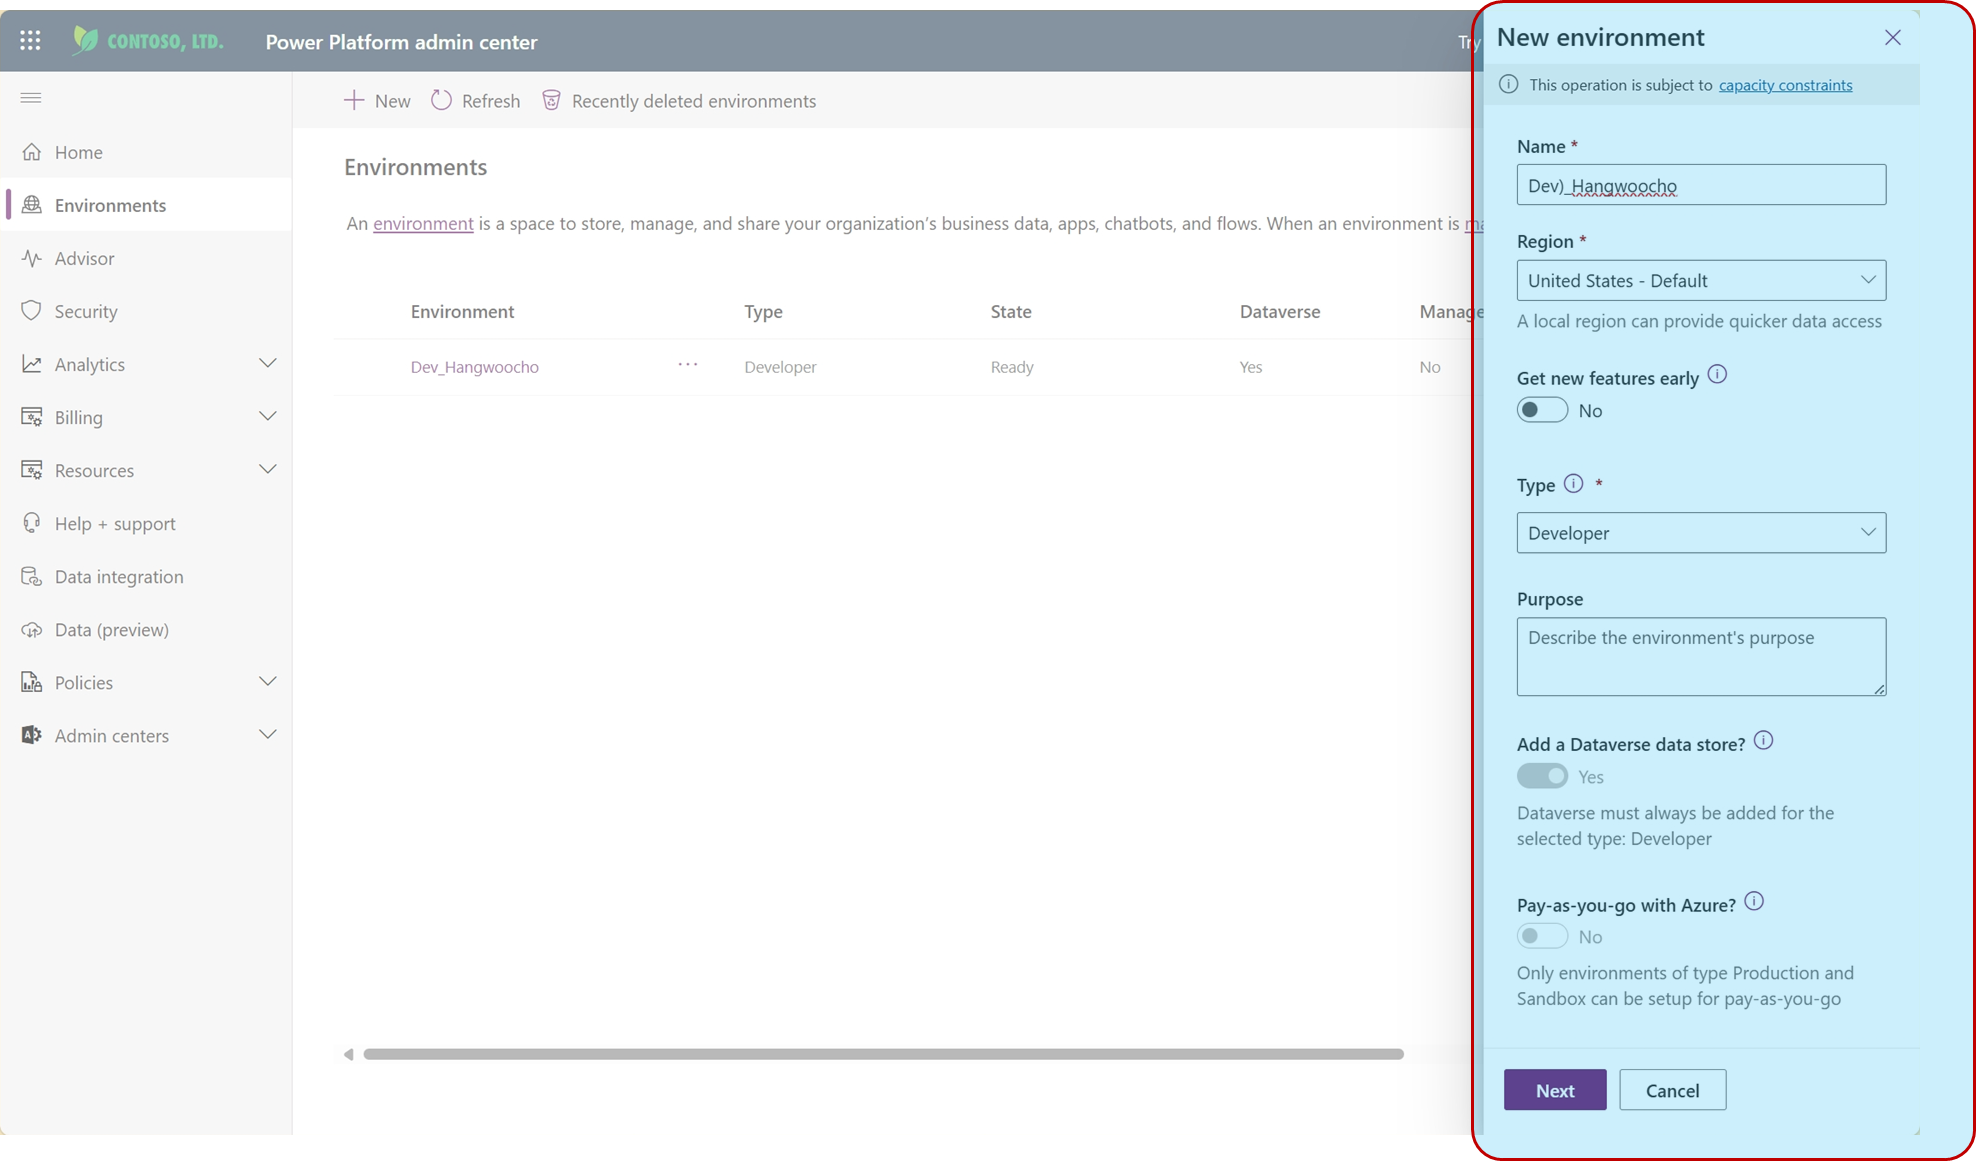 CONTOSO, LTD.
Power Platform admin center
Try
New
Refresh
Recently deleted environments
Home
Environments
Advisor
Security
Analytics
Billing
Resources
Help + support
Data integration
Data (preview)
Policies
Admin centers
Environments
An environment is a space to store, manage, and share your organization's business data, apps, chatbots, and flows. When an environment is ma
Environment Type State Dataverse Manage
Dev_Hangwoocho ... Developer Ready Yes No
New environment
This operation is subject to capacity constraints
Name *
Dev)_Hangwoocho
Region *
United States - Default
A local region can provide quicker data access
Get new features early
No
Type *
Developer
Purpose
Describe the environment's purpose
Add a Dataverse data store?
Yes
Dataverse must always be added for the
selected type: Developer
Pay-as-you-go with Azure?
No
Only environments of type Production and
Sandbox can be setup for pay-as-you-go
Next
Cancel